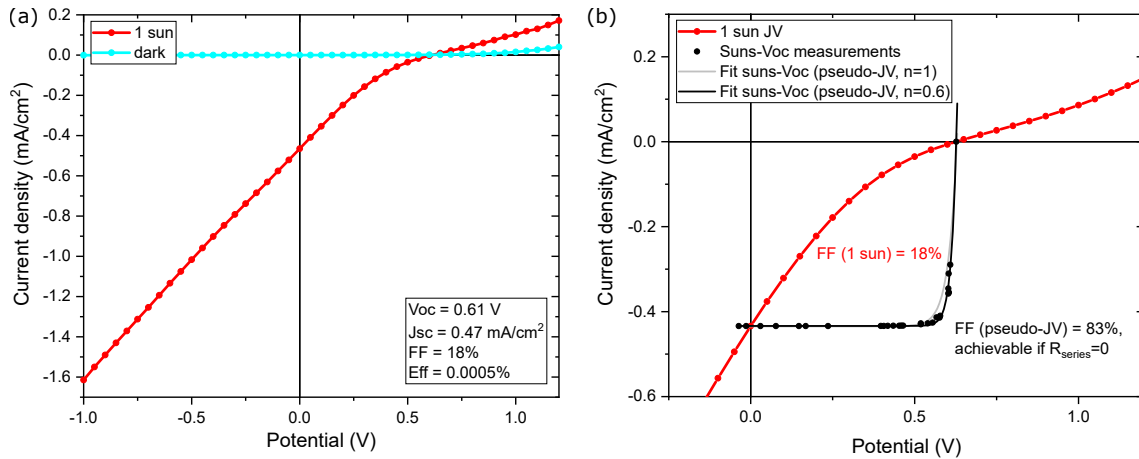 (a)
1 sun
dark
0.2
0.0
-0.2
-0.4
-0.6
-0.8
-1.0
-1.2
-1.4
-1.6
Current density (mA/cm²)
Voc = 0.61 V
Jsc = 0.47 mA/cm²
FF = 18%
Eff = 0.0005%
-1.0 -0.5 0.0 0.5 1.0
Potential (V)
(b)
1 sun JV
Suns-Voc measurements
Fit suns-Voc (pseudo-JV, n=1)
Fit suns-Voc (pseudo-JV, n=0.6)
0.2
0.0
-0.2
-0.4
-0.6
Current density (mA/cm²)
FF (1 sun) = 18%
FF (pseudo-JV) = 83%,
achievable if Rseries=0
0.0 0.5 1.0
Potential (V)